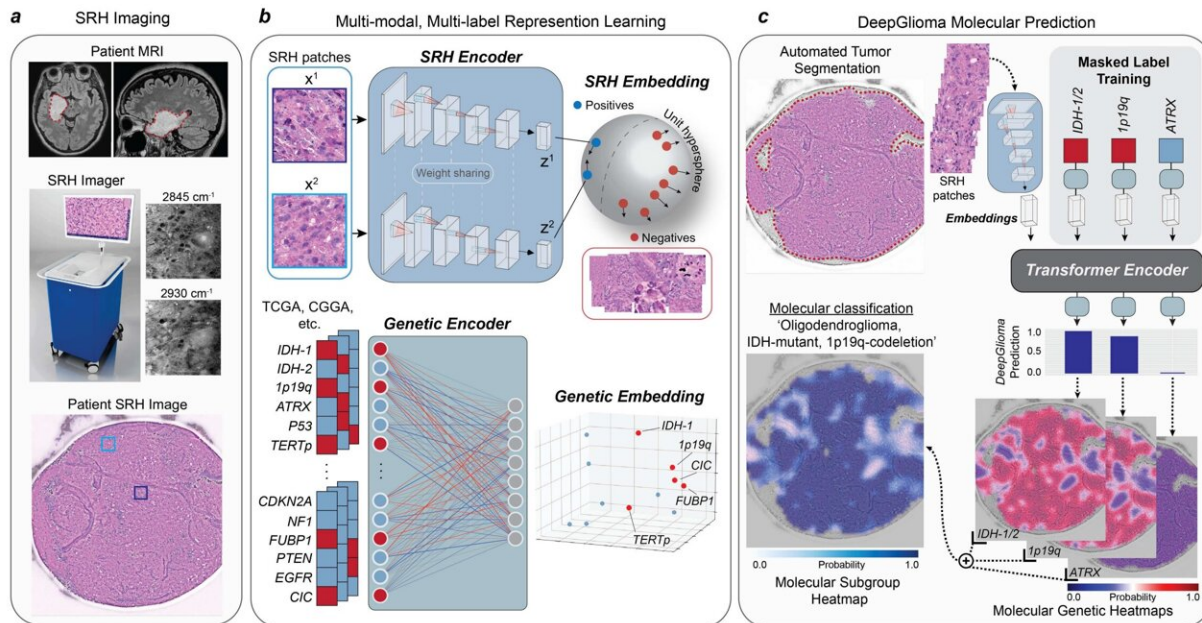 a SRH Imaging
Patient MRI
SRH Imager
2845 cm-1
2930 cm-1
Patient SRH Image
b Multi-modal, Multi-label Represention Learning
SRH patches
x1
x2
SRH Encoder
Weight sharing
z1
z2
SRH Embedding
Positives
Unit hypersphere
Negatives
TCGA, CGGA,
etc.
IDH-1
IDH-2
1p19q
ATRX
P53
TERTp
CDKN2A
NF1
FUBP1
PTEN
EGFR
CIC
Genetic Encoder
Genetic Embedding
IDH-1
1p19q
CIC
FUBP1
TERTp
c DeepGlioma Molecular Prediction
Automated Tumor
Segmentation
SRH
patches
Embeddings
Masked Label
Training
IDH-1/2
1p19q
ATRX
Transformer Encoder
DeepGlioma
Prediction
1.0
0.5
0.0
Molecular classification
'Oligodendroglioma,
IDH-mutant, 1p19q-codeletion'
0.0 1.0
Probability
Molecular Subgroup
Heatmap
IDH-1/2
1p19q
ATRX
0.0 Probability 1.0
Molecular Genetic Heatmaps